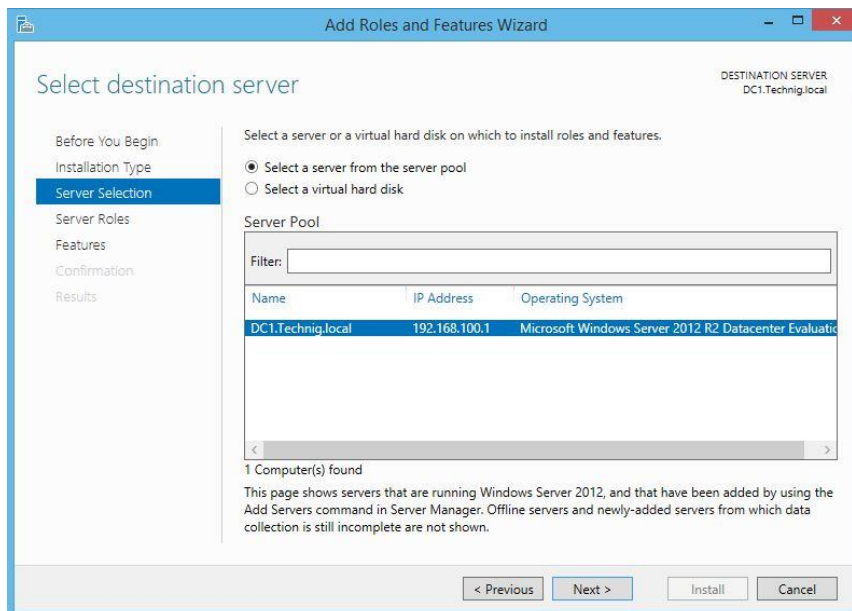 Add Roles and Features Wizard
Select destination server
DESTINATION SERVER
DC1.Technig.local
Before You Begin
Installation Type
Server Selection
Server Roles
Features
Confirmation
Results
Select a server or a virtual hard disk on which to install roles and features.
Select a server from the server pool
Select a virtual hard disk
Server Pool
Filter:
Name IP Address Operating System
DC1.Technig.local 192.168.100.1 Microsoft Windows Server 2012 R2 Datacenter Evaluatic
1 Computer(s) found
This page shows servers that are running Windows Server 2012, and that have been added by using the
Add Servers command in Server Manager. Offline servers and newly-added servers from which data
collection is still incomplete are not shown.
< Previous Next > Install Cancel